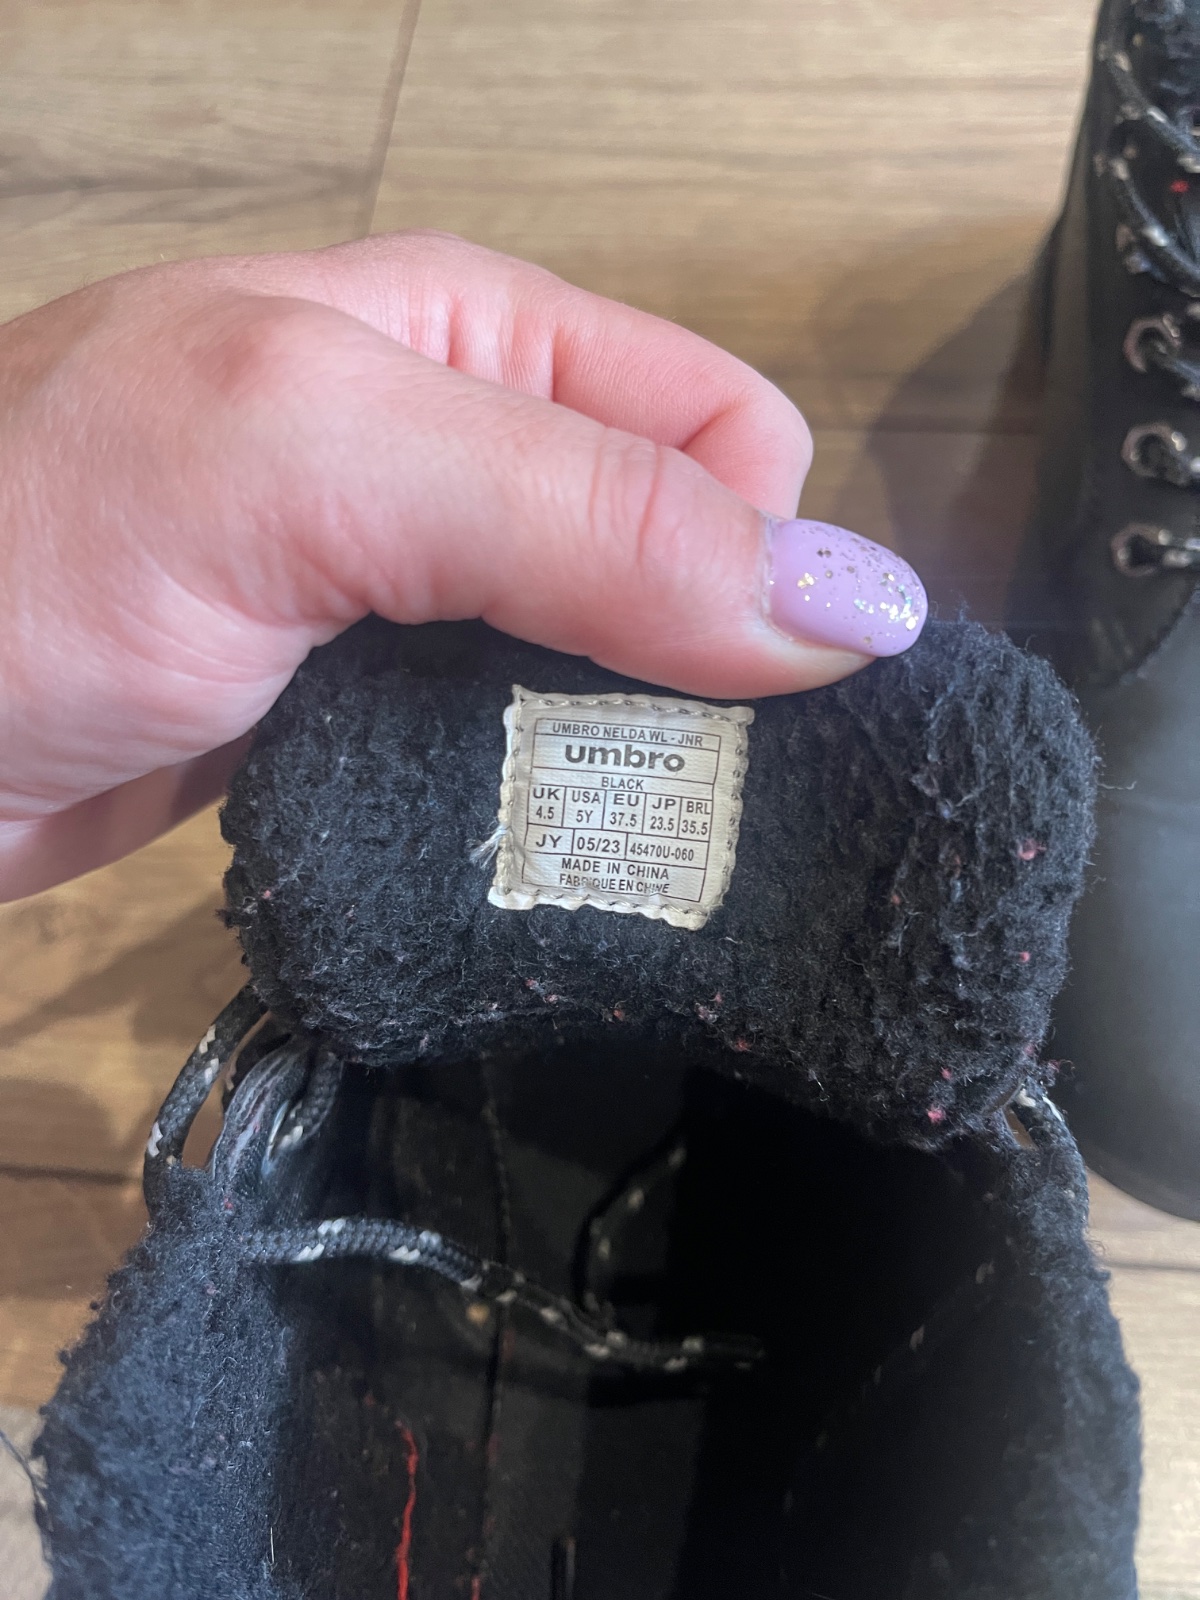 UMBRO NELDA WL - JNR
umbro
BLACK
UK USA EU JP BRL
4.5 5Y 37.5 23.5 35.5
JY 05/23 45470U-060
MADE IN CHINA
FABRIQUE EN CHINE